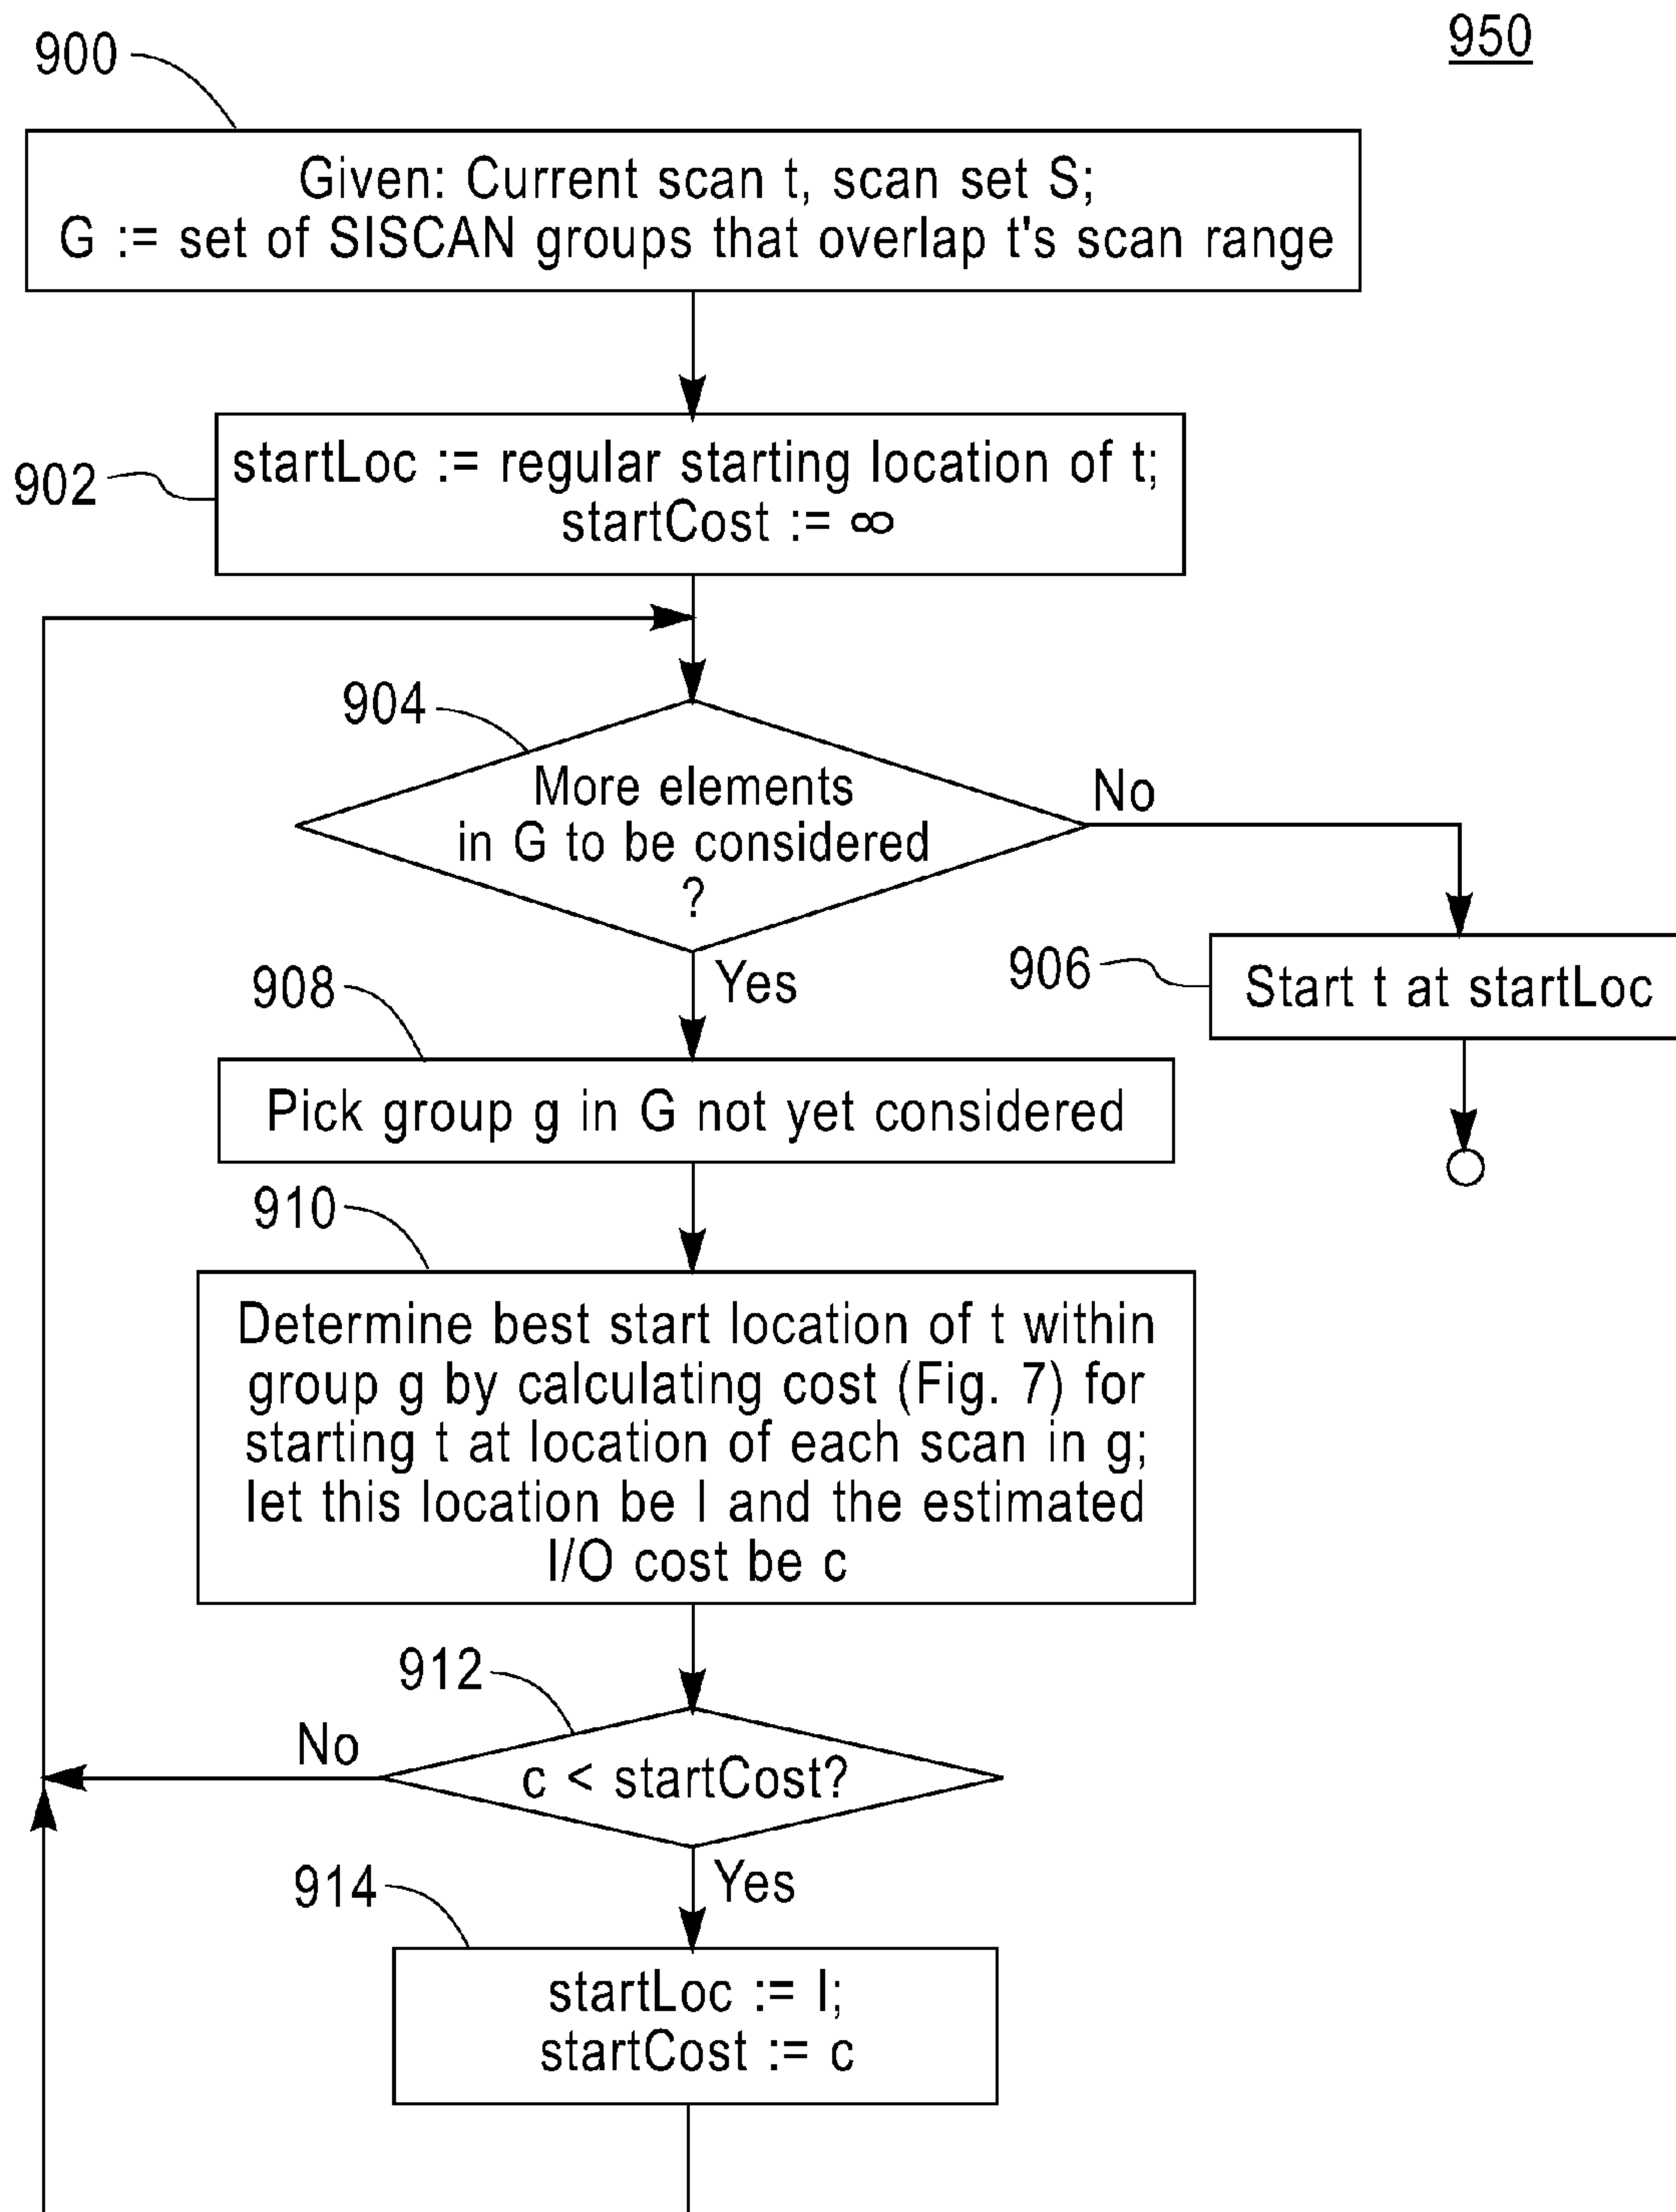 950
900
Given: Current scan t, scan set S;
G := set of SISCAN groups that overlap t's scan range
902
startLoc := regular starting location of t;
startCost := ∞
904
More elements
in G to be considered
?
No
Yes
906
Start t at startLoc
908
Pick group g in G not yet considered
910
Determine best start location of t within
group g by calculating cost (Fig. 7) for
starting t at location of each scan in g;
let this location be l and the estimated
I/O cost be c
912
No
c < startCost?
Yes
914
startLoc := l;
startCost := c